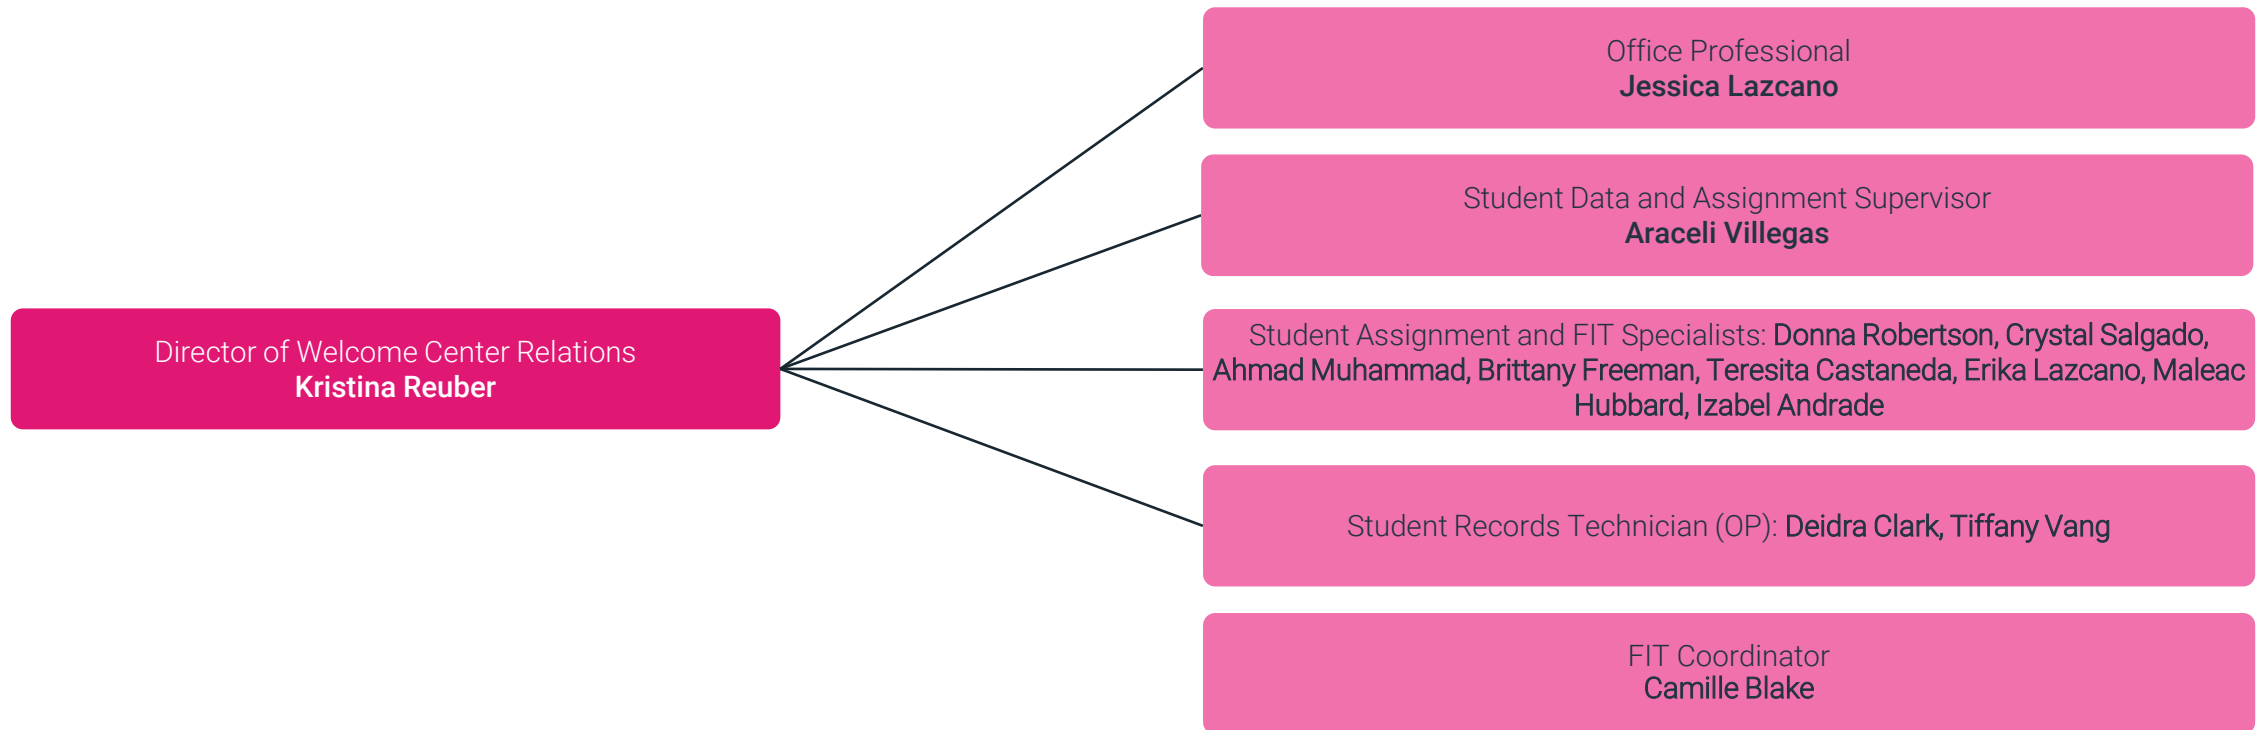 Office Professional
Jessica Lazcano
Student Data and Assignment Supervisor
Araceli Villegas
Director of Welcome Center Relations
Kristina Reuber
Student Assignment and FIT Specialists: Donna Robertson, Crystal Salgado,
Ahmad Muhammad, Brittany Freeman, Teresita Castaneda, Erika Lazcano, Maleac
Hubbard, Izabel Andrade
Student Records Technician (OP): Deidra Clark, Tiffany Vang
FIT Coordinator
Camille Blake